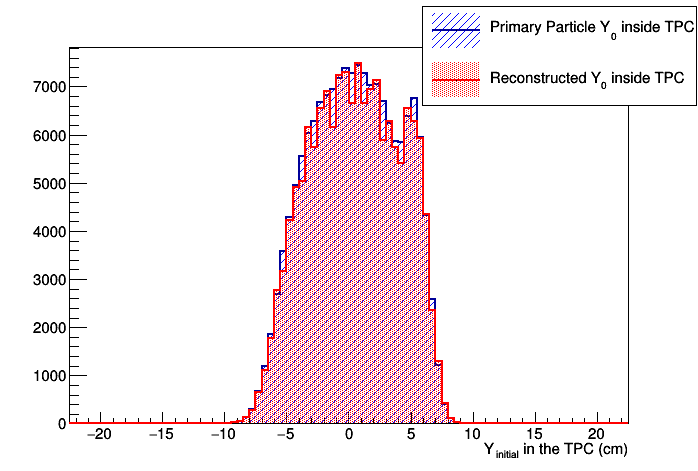 Primary Particle Y0 inside TPC
Reconstructed Y0 inside TPC
7000
6000
5000
4000
3000
2000
1000
0
−20 −15 −10 −5 0 5 10 15 20
Yinitial in the TPC (cm)